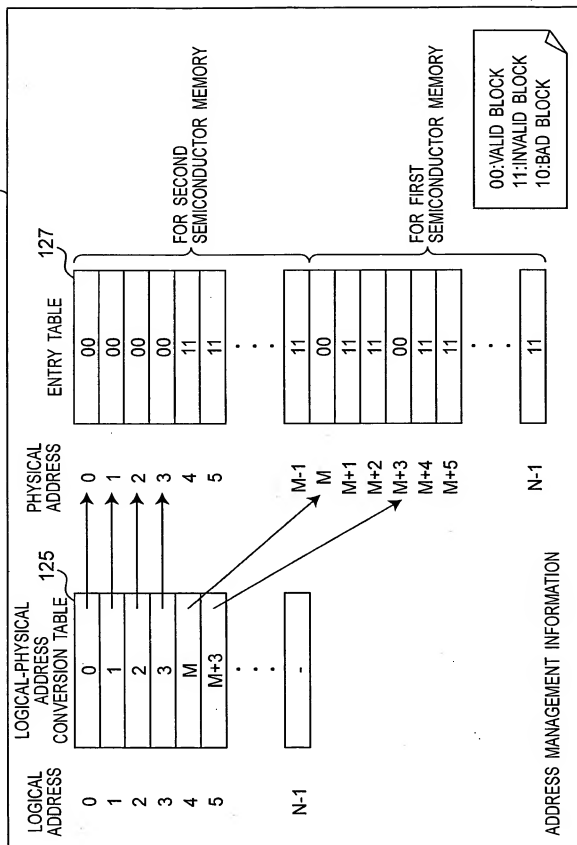 LOGICAL
ADDRESS
0
1
2
3
4
5
N-1
LOGICAL-PHYSICAL
ADDRESS
CONVERSION TABLE
125
0
1
2
3
M
M+3
. . .
-
PHYSICAL
ADDRESS
0
1
2
3
4
5
M-1
M
M+1
M+2
M+3
M+4
M+5
N-1
ENTRY TABLE
127
00
00
00
00
11
11
. . .
11
00
11
11
00
11
11
. . .
11
FOR SECOND
SEMICONDUCTOR MEMORY
FOR FIRST
SEMICONDUCTOR MEMORY
00:VALID BLOCK
11:INVALID BLOCK
10:BAD BLOCK
ADDRESS MANAGEMENT INFORMATION